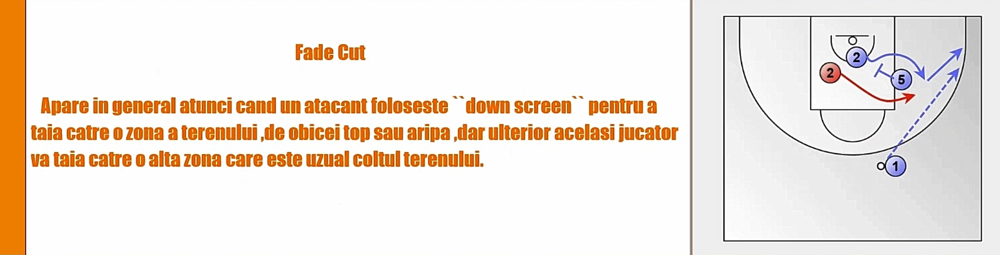 Fade Cut
Apare in general atunci cand un atacant foloseste ``down screen`` pentru a
taia catre o zona a terenului ,de obicei top sau aripa ,dar ulterior acelasi jucator
va taia catre o alta zona care este uzual coltul terenului.
2
2
5
1